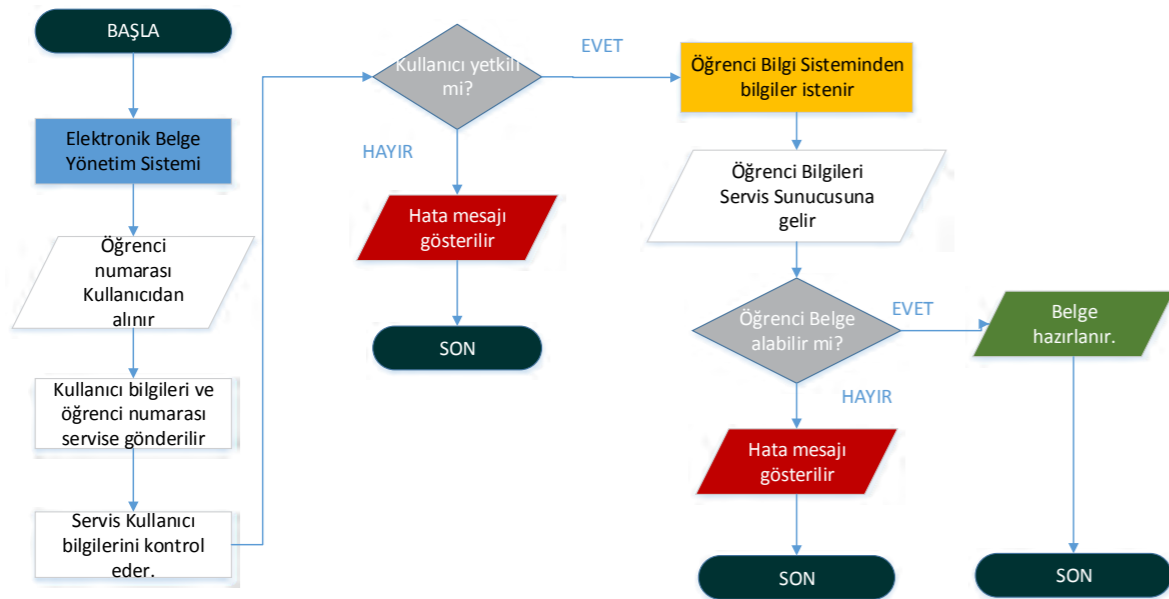 BAŞLA
Elektronik Belge
Yönetim Sistemi
Öğrenci
numarası
Kullanıcıdan
alınır
Kullanıcı bilgileri ve
öğrenci numarası
servise gönderilir
Servis Kullanıcı
bilgilerini kontrol
eder.
Kullanıcı yetkili
mi?
EVET
HAYIR
Hata mesajı
gösterilir
SON
Öğrenci Bilgi Sisteminden
bilgiler istenir
Öğrenci Bilgileri
Servis Sunucusuna
gelir
Öğrenci Belge
alabilir mi?
EVET
HAYIR
Hata mesajı
gösterilir
SON
Belge
hazırlanır.
SON